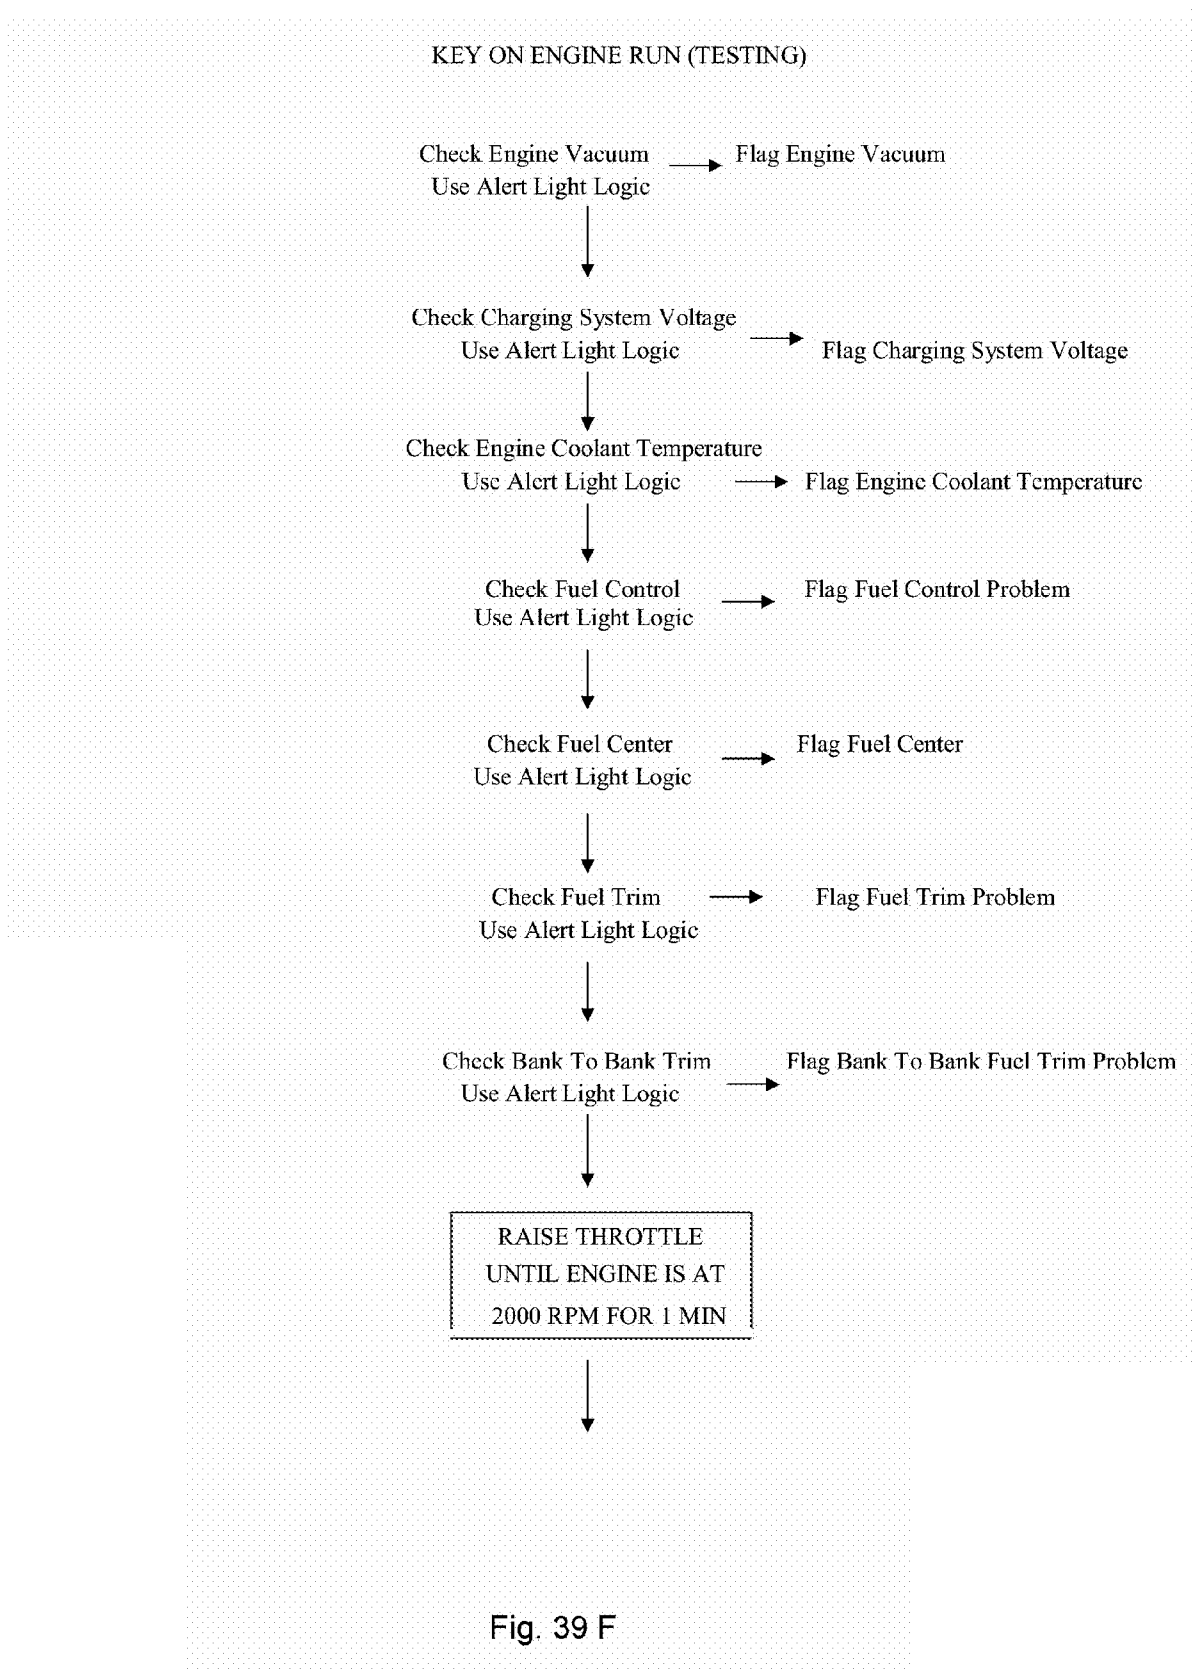 KEY ON ENGINE RUN (TESTING)
Check Engine Vacuum
Use Alert Light Logic
Flag Engine Vacuum
Check Charging System Voltage
Use Alert Light Logic
Flag Charging System Voltage
Check Engine Coolant Temperature
Use Alert Light Logic
Flag Engine Coolant Temperature
Check Fuel Control
Use Alert Light Logic
Flag Fuel Control Problem
Check Fuel Center
Use Alert Light Logic
Flag Fuel Center
Check Fuel Trim
Use Alert Light Logic
Flag Fuel Trim Problem
Check Bank To Bank Trim
Use Alert Light Logic
Flag Bank To Bank Fuel Trim Problem
RAISE THROTTLE
UNTIL ENGINE IS AT
2000 RPM FOR 1 MIN
Fig. 39 F